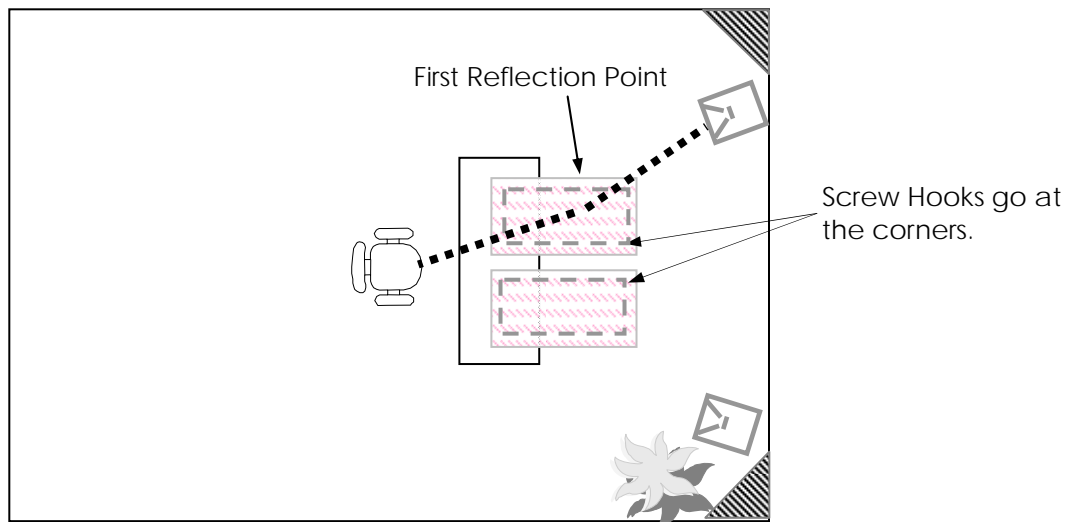 First Reflection Point
Screw Hooks go at
the corners.